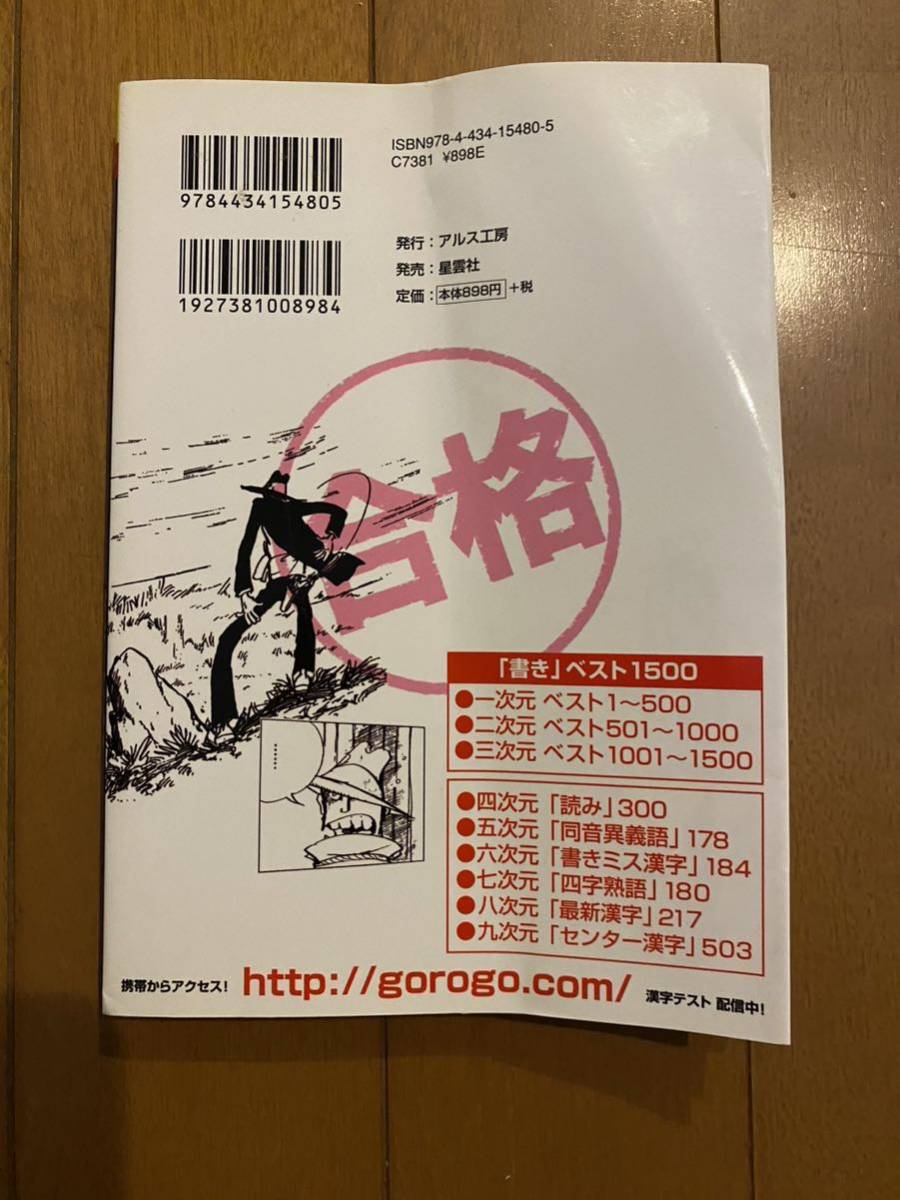 ISBN978-4-434-15480-5
C7381 ¥898E
9784434154805
1927381008984
発行：アルス工房
発売：星雲社
定価：本体898円+税
合格
「書き」ベスト1500
●一次元 ベスト1～500
●二次元 ベスト501～1000
●三次元 ベスト1001～1500
●四次元「読み」300
●五次元「同音異義語」178
●六次元「書きミス漢字」184
●七次元「四字熟語」180
●八次元「最新漢字」217
●九次元「センター漢字」503
……
携帯からアクセス! http://gorogo.com/ 漢字テスト 配信中!